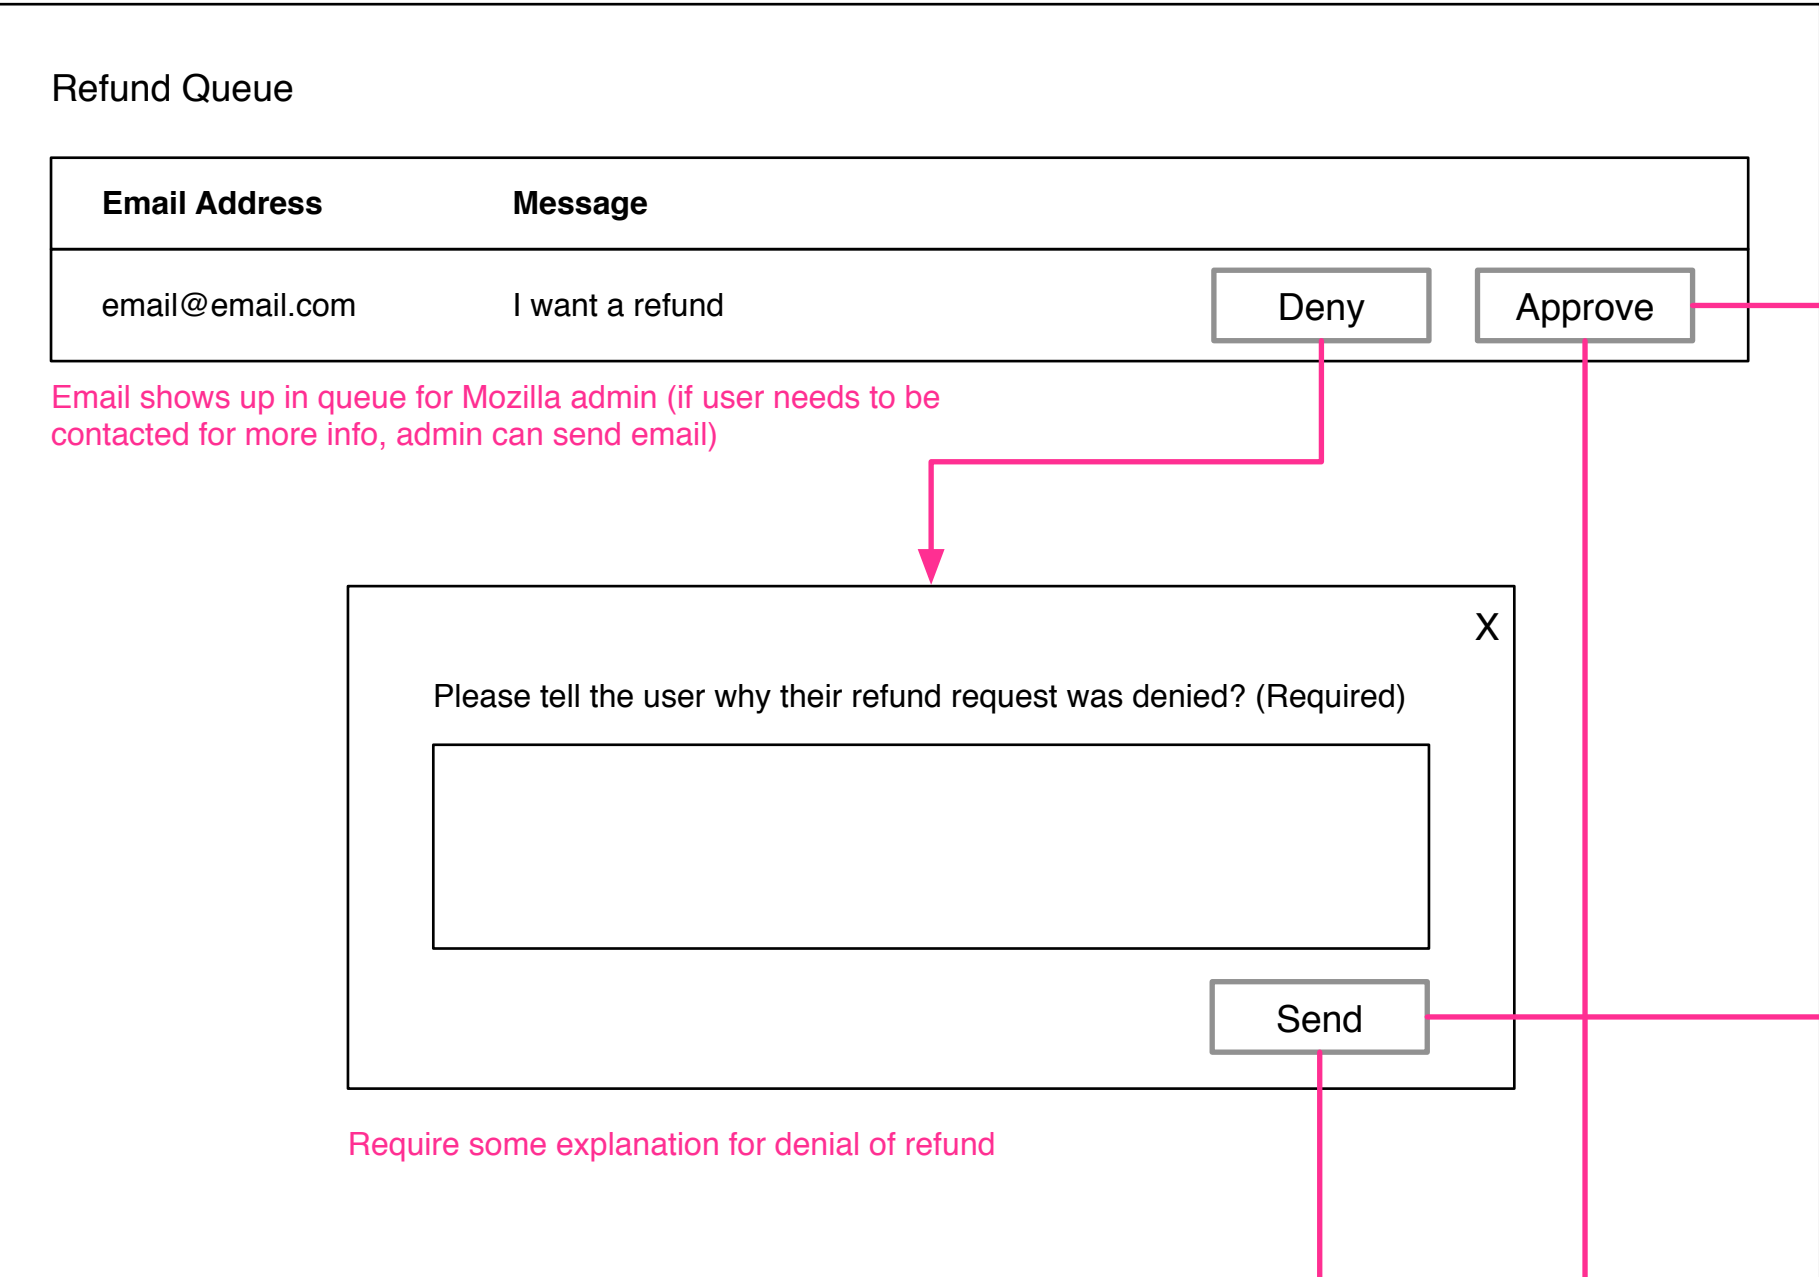 Refund Queue
Email Address Message
email@email.com I want a refund Deny Approve
Email shows up in queue for Mozilla admin (if user needs to be
contacted for more info, admin can send email)
X
Please tell the user why their refund request was denied? (Required)
Send
Require some explanation for denial of refund